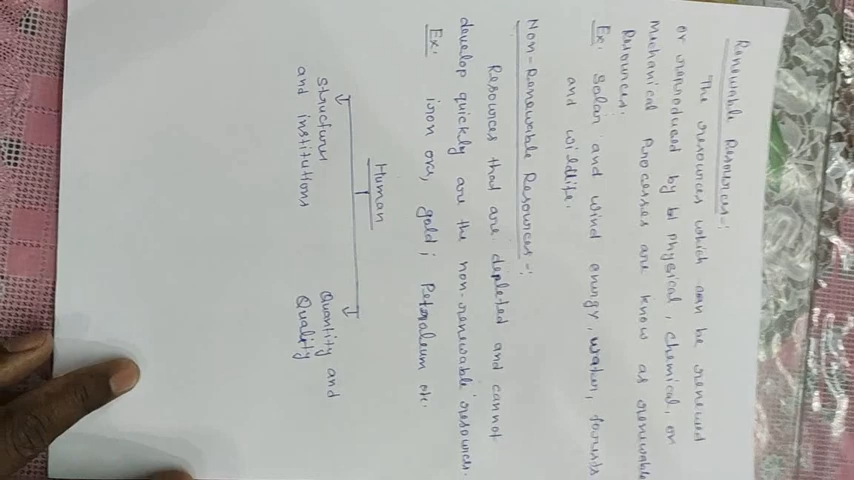 Renewable Resources-:
The resources which can be renewed
or reproduced by physical, chemical, or
Mechanical Processes are know as renewable
Resources.
Ex: Solar and wind energy, water, forests
and wildlife.
Non-Renewable Resources-:
Resources that are depleted and cannot
develop quickly are the non-renewable resources.
Ex: iron ore, gold, Petroleum etc.
Human
Structures and institutions
Quantity and Quality